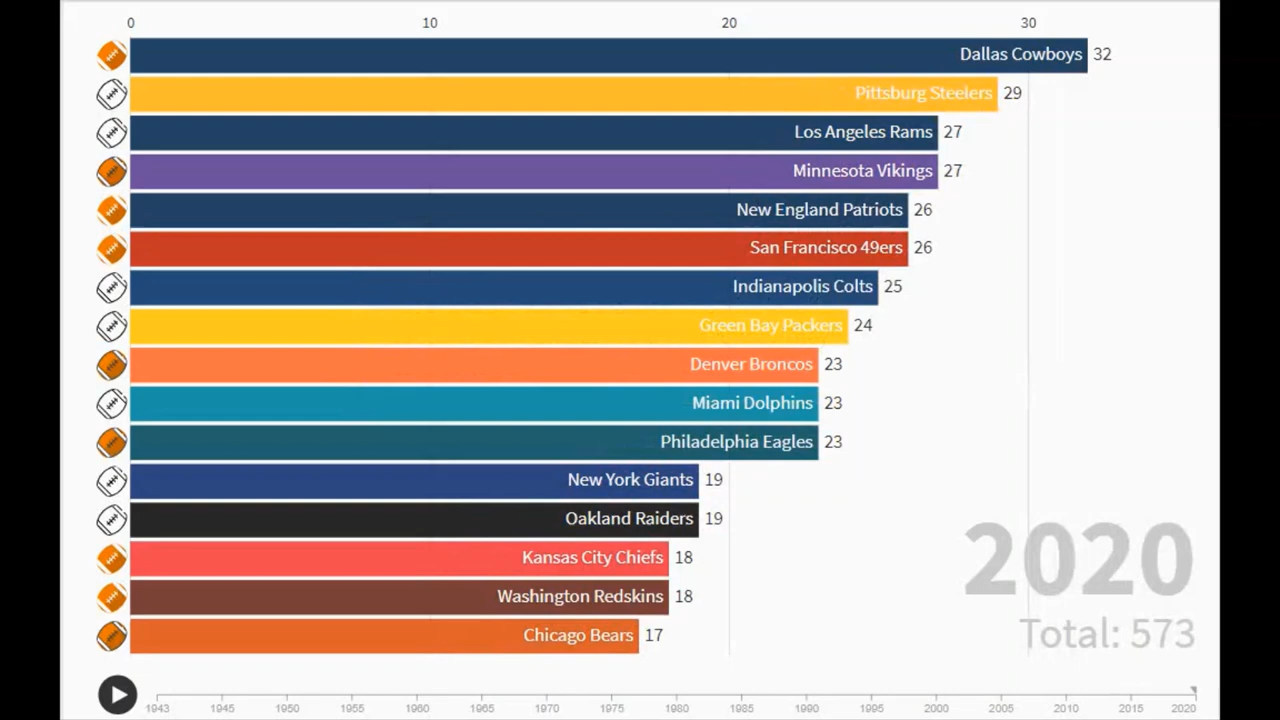 0 10 20 30
Dallas Cowboys 32
Pittsburg Steelers 29
Los Angeles Rams 27
Minnesota Vikings 27
New England Patriots 26
San Francisco 49ers 26
Indianapolis Colts 25
Green Bay Packers 24
Denver Broncos 23
Miami Dolphins 23
Philadelphia Eagles 23
New York Giants 19
Oakland Raiders 19
Kansas City Chiefs 18
Washington Redskins 18
Chicago Bears 17
2020
Total: 573
1943 1945 1950 1955 1960 1965 1970 1975 1980 1985 1990 1995 2000 2005 2010 2015 2020